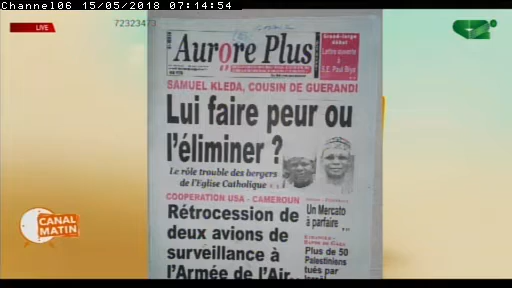 Channel06 15/05/2018 07:14:54
72323473
LIVE
Aurore Plus
Grand-large
début
Lettre ouverte
à
S.E. Paul Biya
SAMUEL KLEDA, COUSIN DE GUERANDI
Lui faire peur ou
l'éliminer ?
Le rôle trouble des bergers
de l'Eglise Catholique
COOPERATION USA - CAMEROUN
Rétrocession de
deux avions de
surveillance à
l'Armée de l'Air..
Un Mercato
à parfaire
Plus de 50
Palestiniens
tués par
CANAL
MATIN